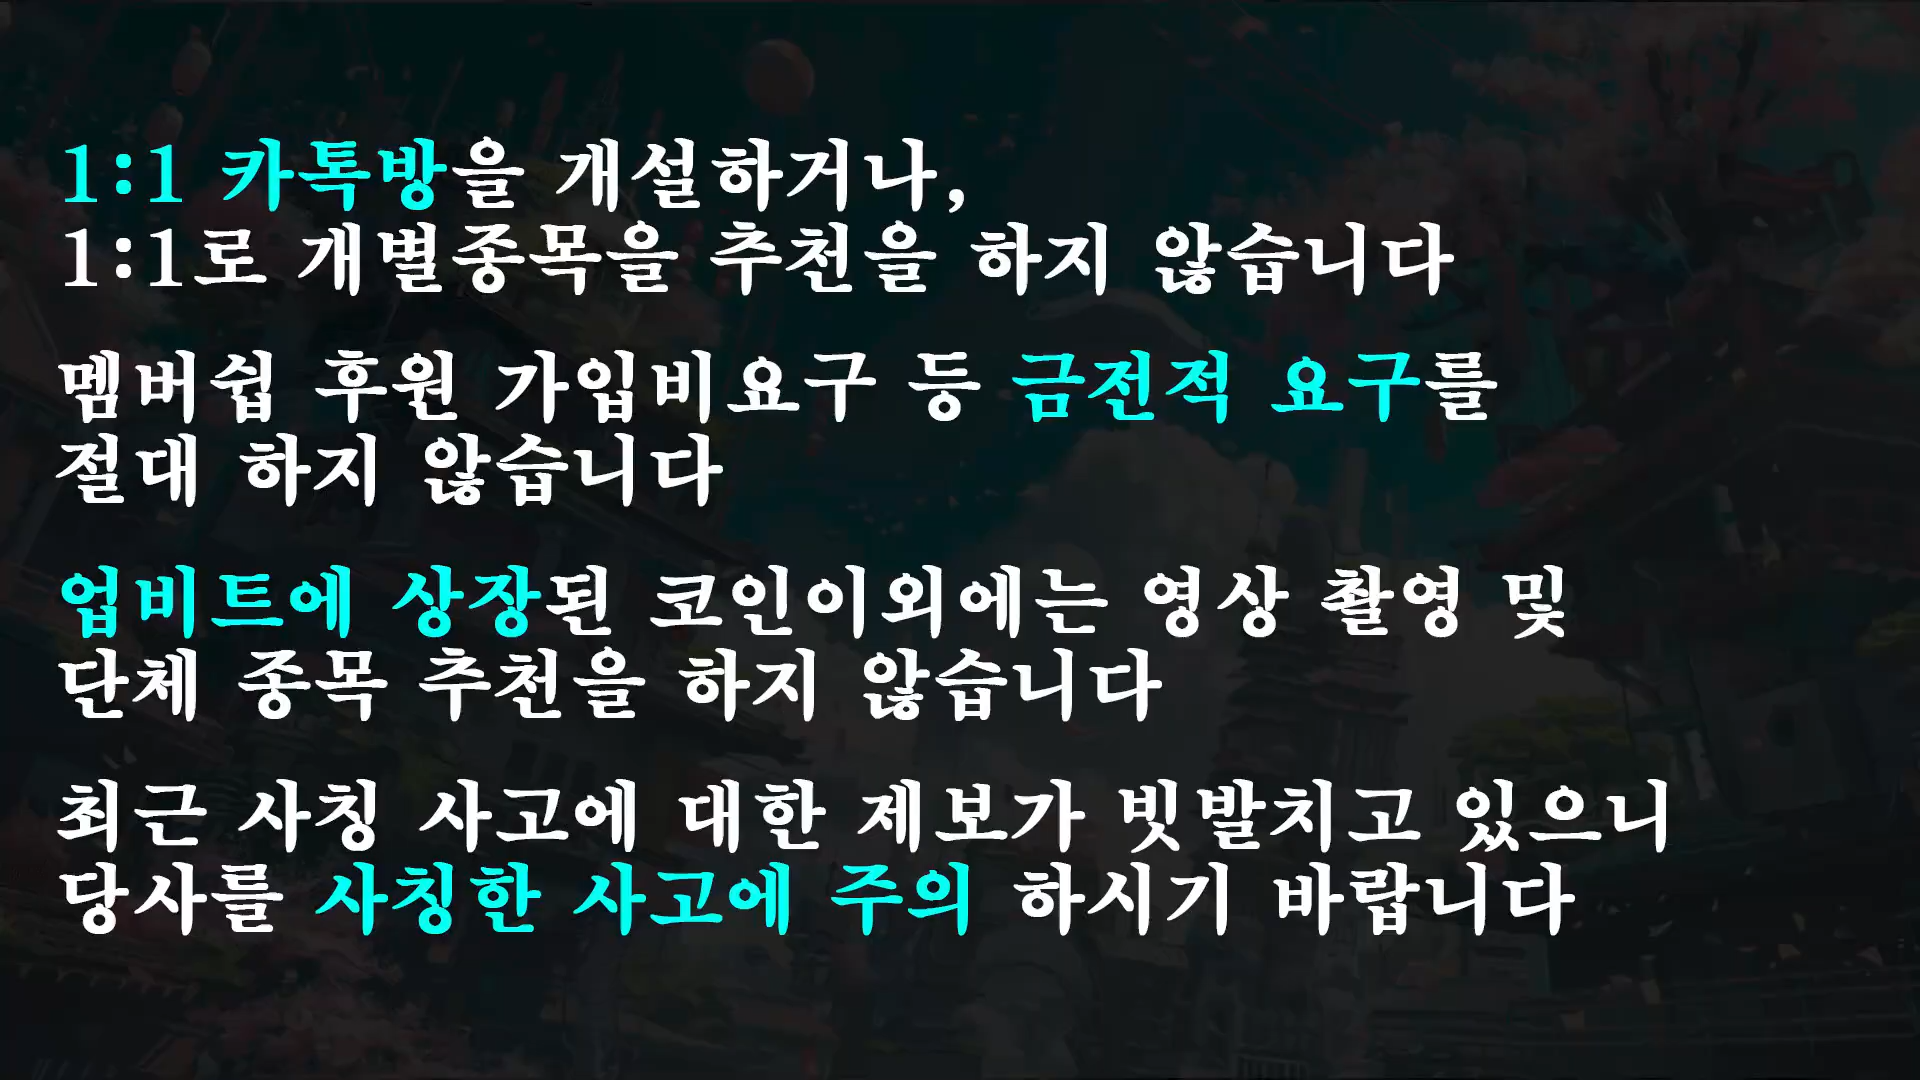 1:1 카톡방을 개설하거나,
1:1로 개별종목을 추천을 하지 않습니다
멤버쉽 후원 가입비요구 등 금전적 요구를
절대 하지 않습니다
업비트에 상장된 코인이외에는 영상 촬영 및
단체 종목 추천을 하지 않습니다
최근 사칭 사고에 대한 제보가 빗발치고 있으니
당사를 사칭한 사고에 주의 하시기 바랍니다